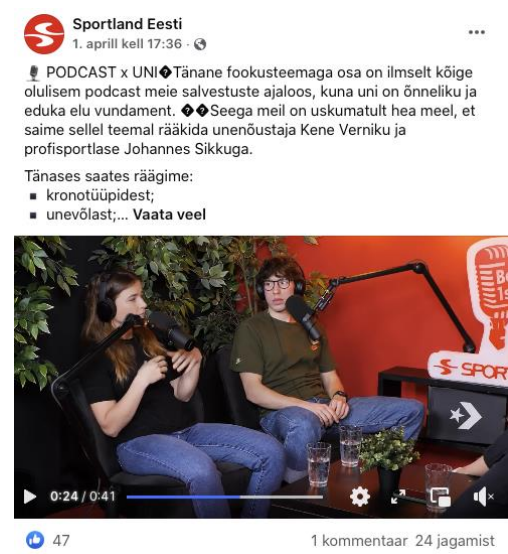 Sportland Eesti
1. aprill kell 17:36 ·
PODCAST x UNI�Tänane fookusteemaga osa on ilmselt kõige
olulisem podcast meie salvestuste ajaloos, kuna uni on õnneliku ja
eduka elu vundament. ��Seega meil on uskumatult hea meel, et
saime sellel teemal rääkida unenõustaja Kene Verniku ja
profisportlase Johannes Sikkuga.
Tänases saates räägime:
▪ kronotüüpidest;
▪ unevõlast;... Vaata veel
Be
1s
SPOR
0:24 / 0:41
47
1 kommentaar 24 jagamist